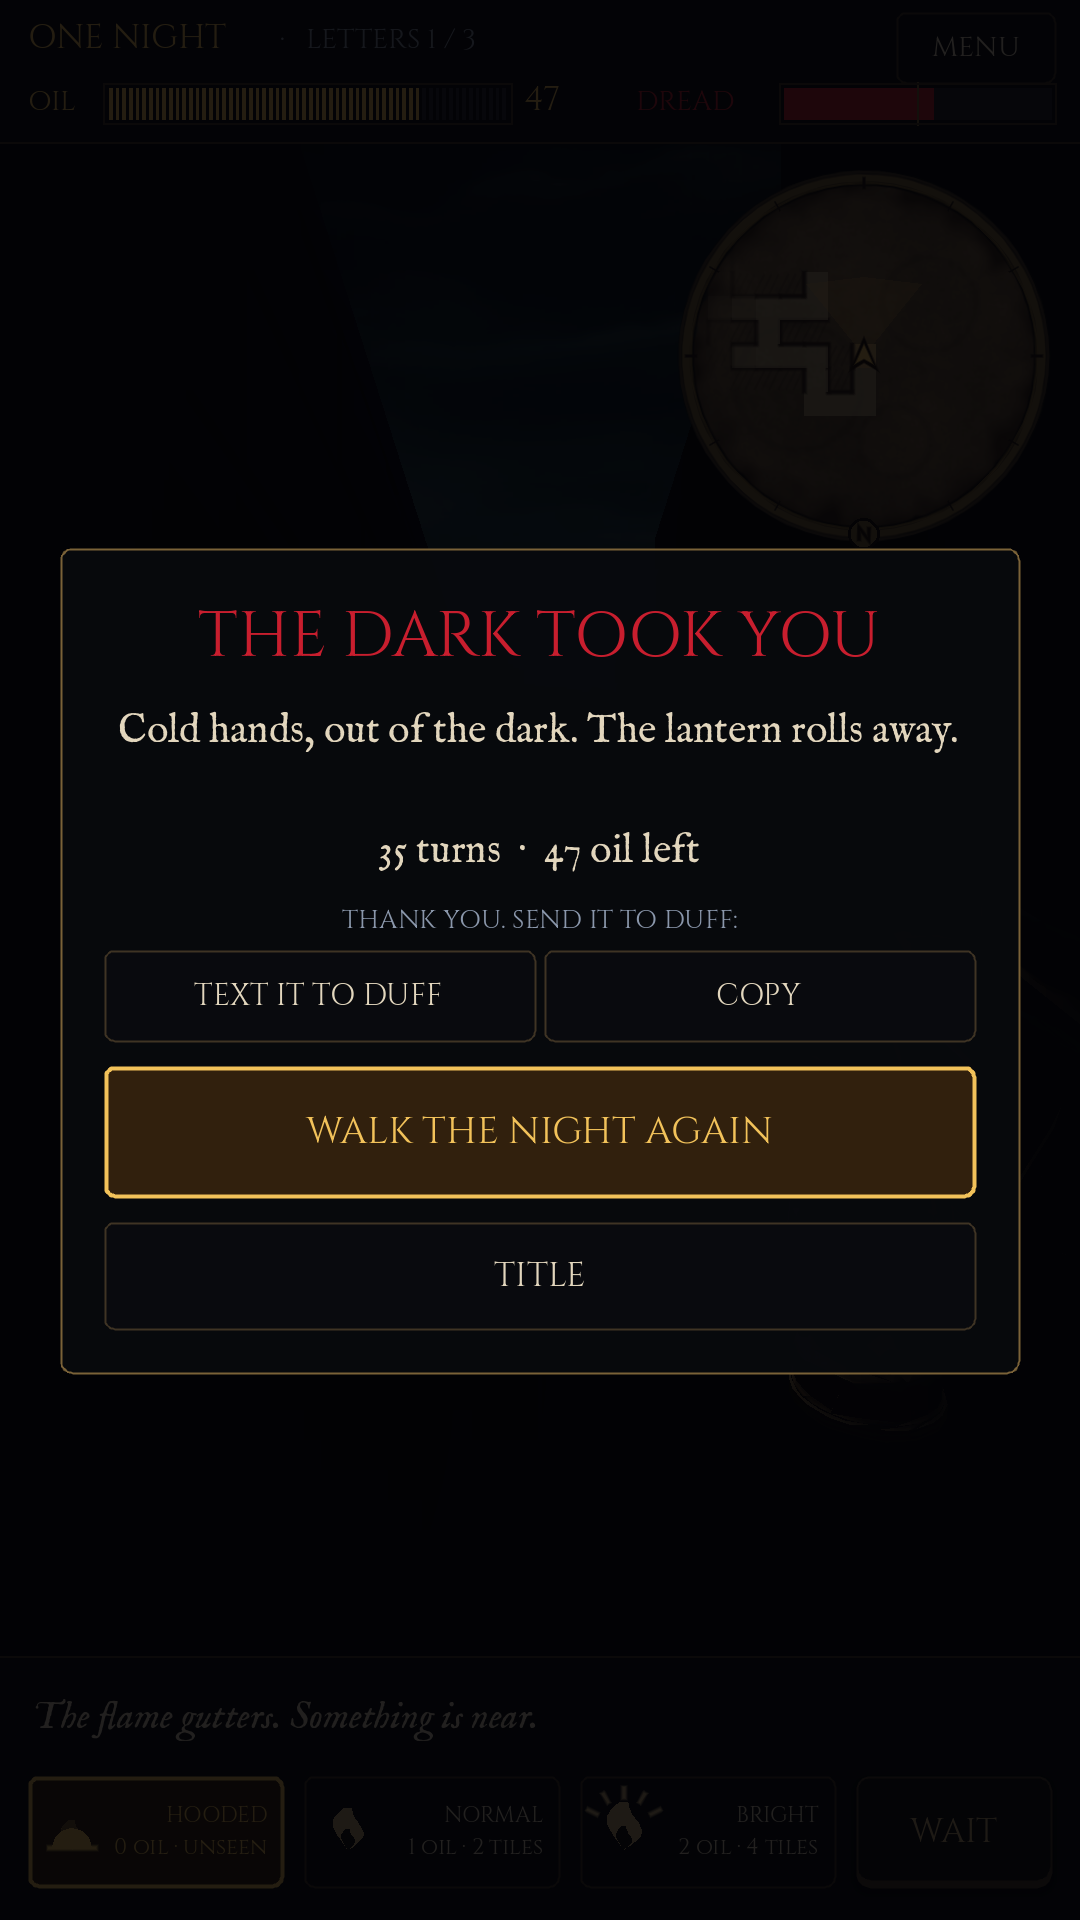 ONE NIGHT · LETTERS 1 / 3
MENU
OIL 47 DREAD
N
THE DARK TOOK YOU
Cold hands, out of the dark. The lantern rolls away.
35 turns · 47 oil left
THANK YOU. SEND IT TO DUFF:
TEXT IT TO DUFF
COPY
WALK THE NIGHT AGAIN
TITLE
The flame gutters. Something is near.
HOODED
0 OIL · UNSEEN
NORMAL
1 OIL · 2 TILES
BRIGHT
2 OIL · 4 TILES
WAIT